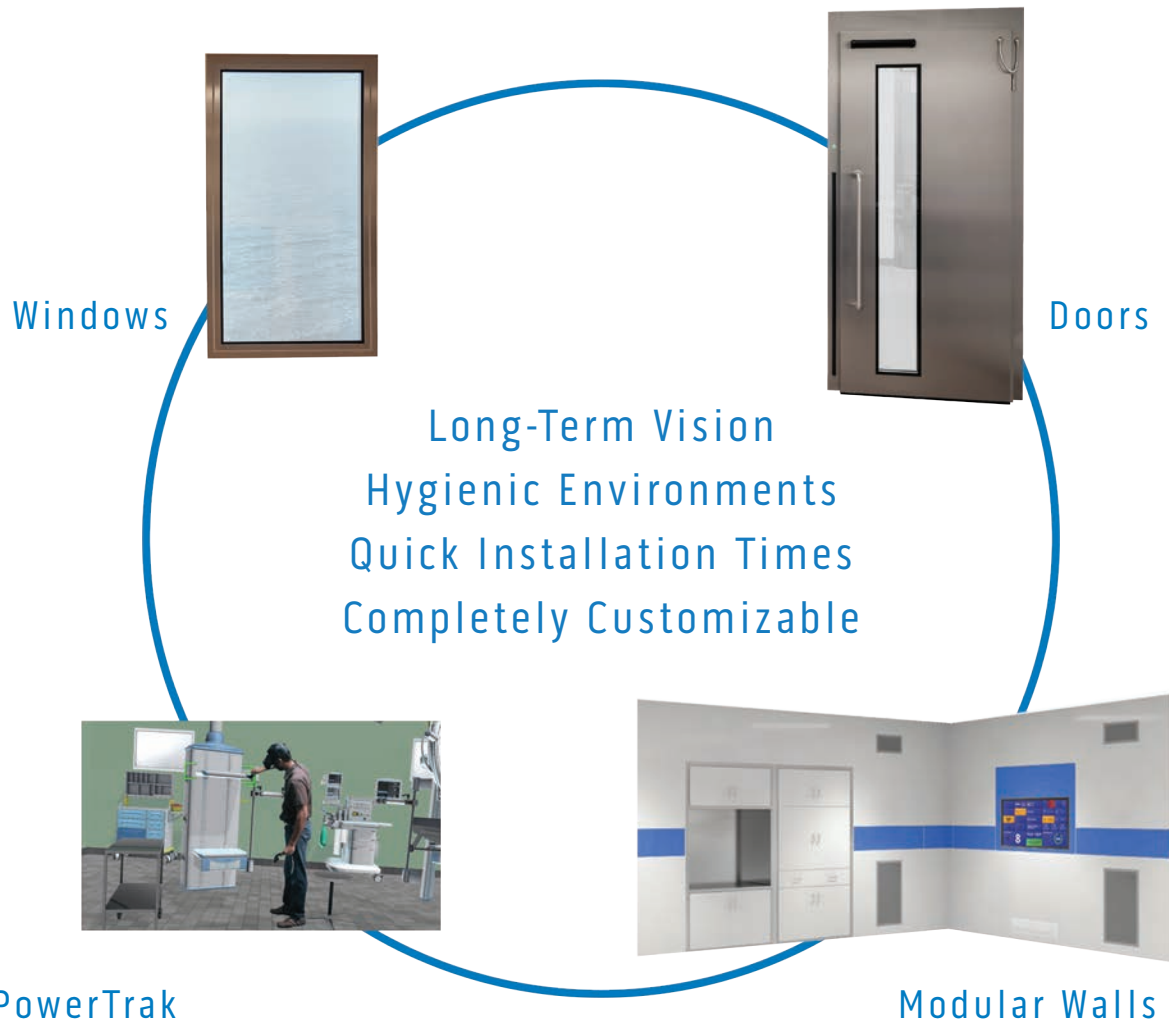 Windows
Doors
Long-Term Vision
Hygienic Environments
Quick Installation Times
Completely Customizable
PowerTrak
Modular Walls